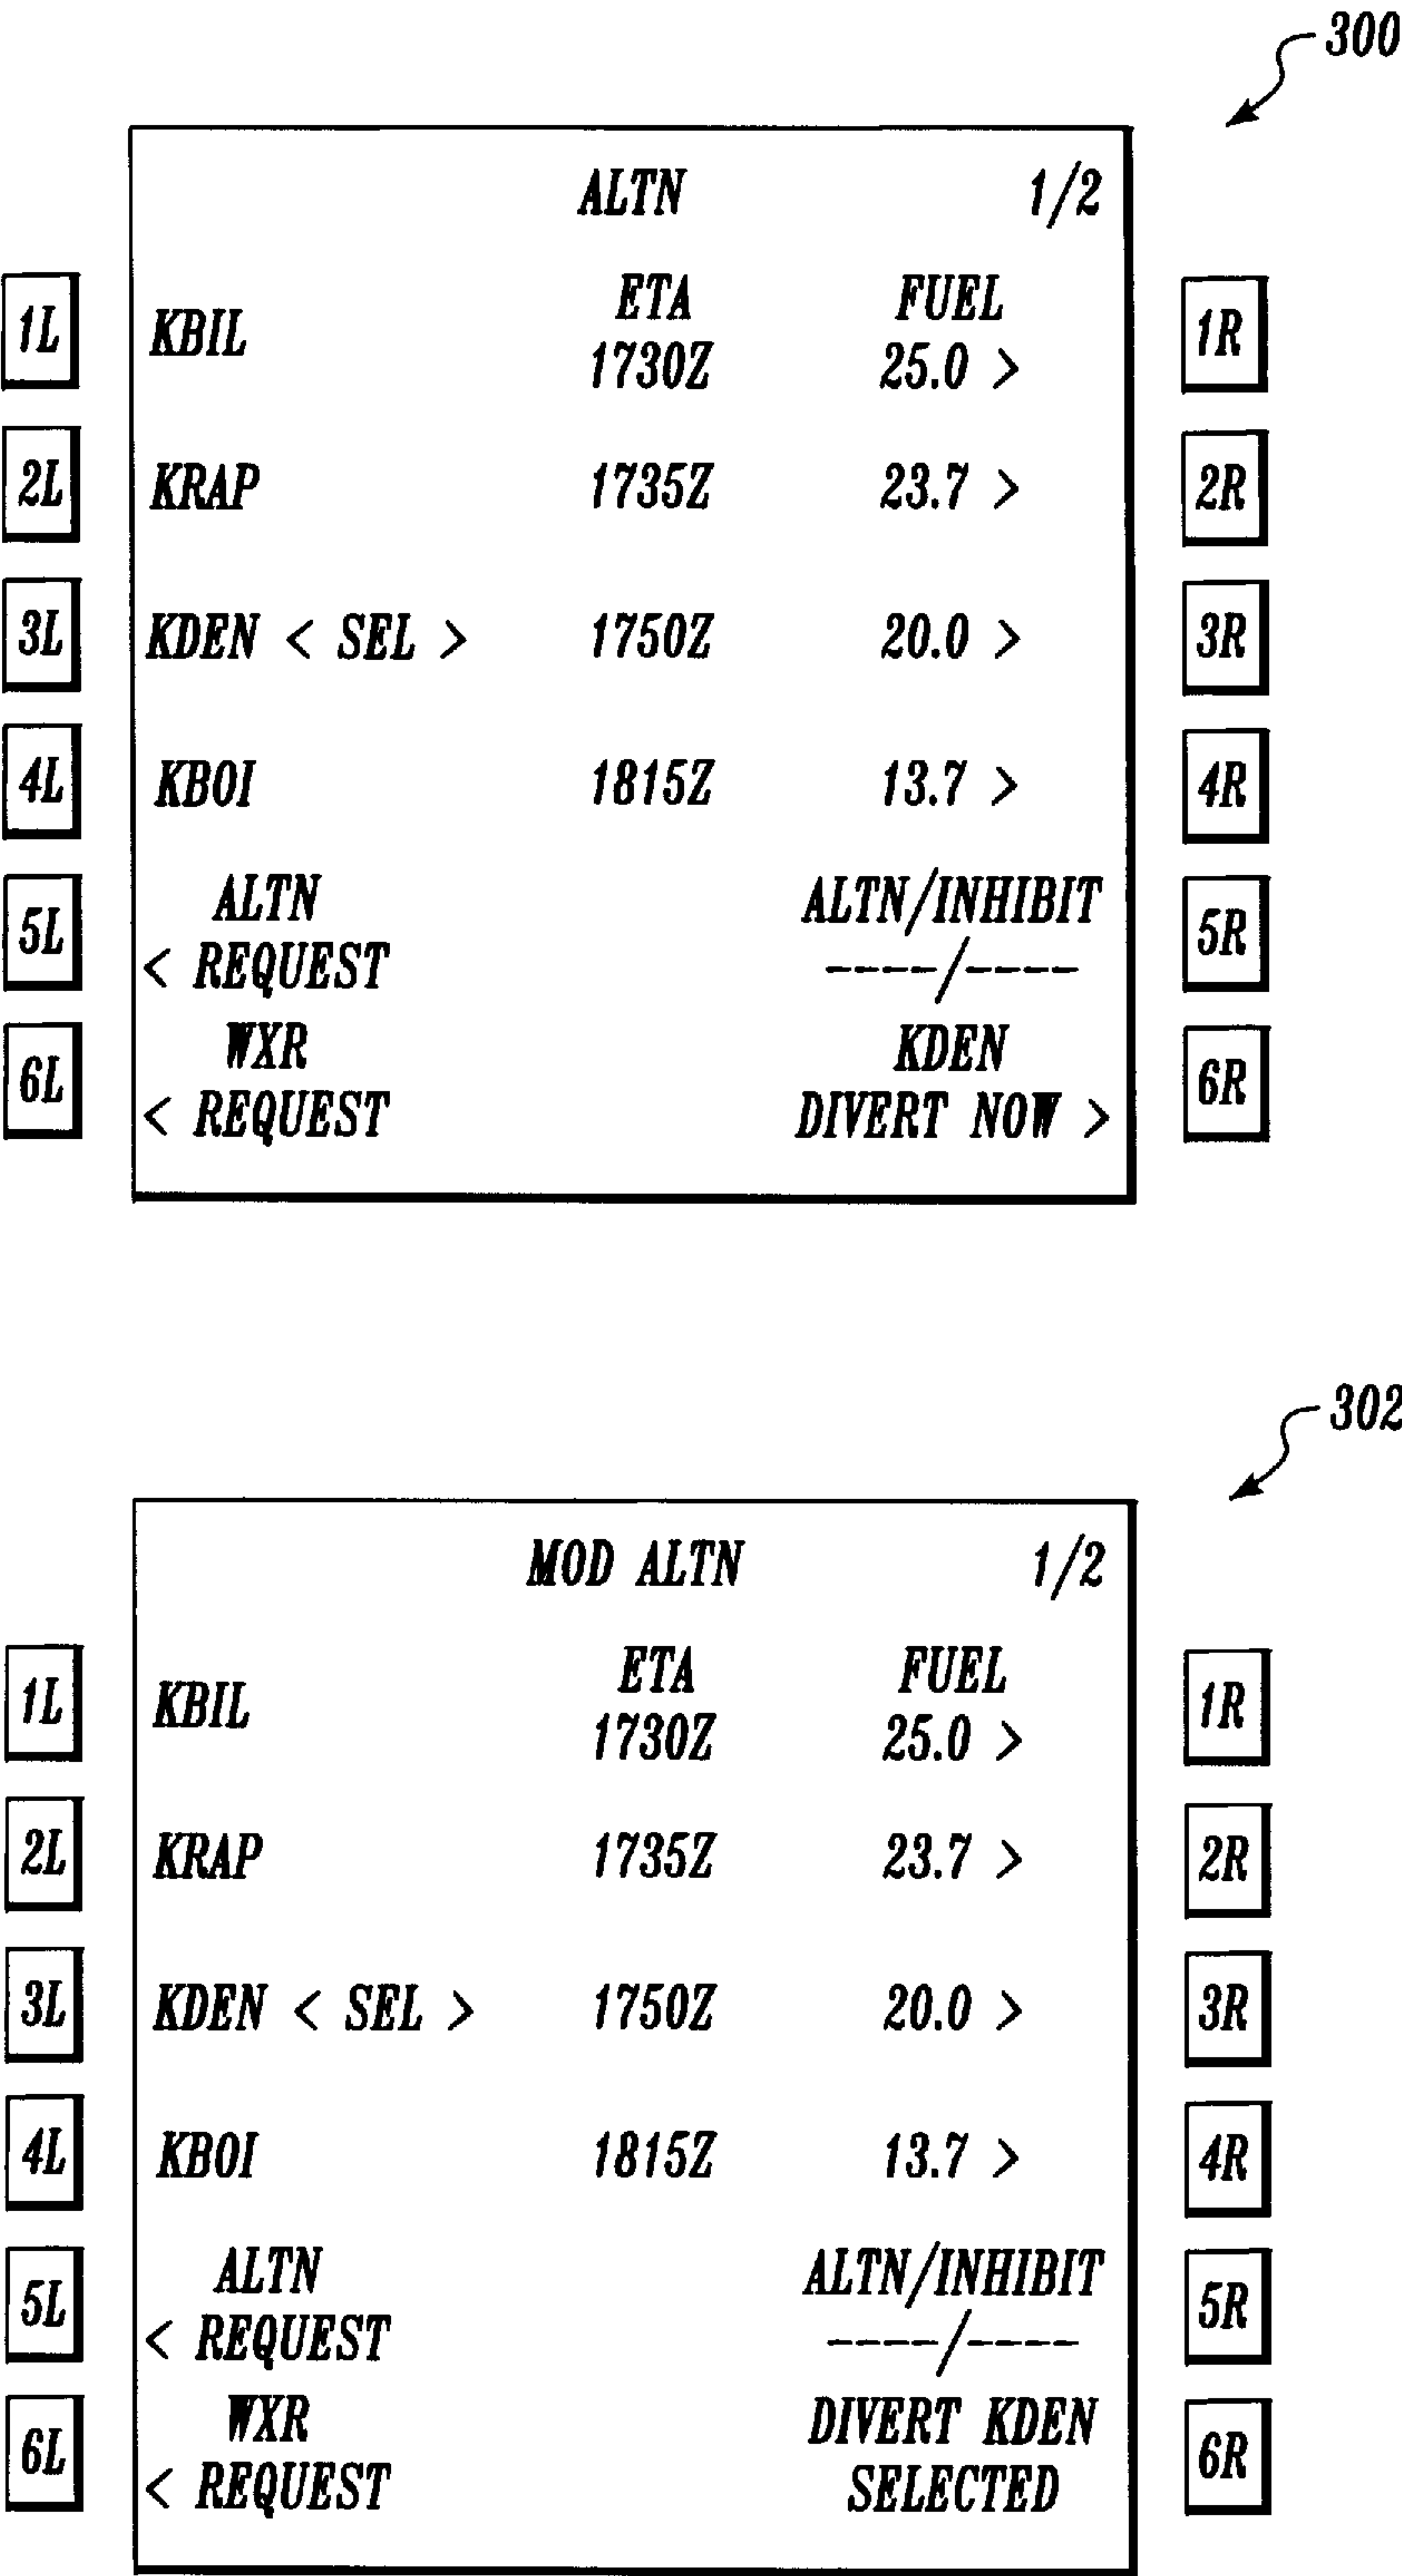 300
ALTN 1/2
ETA FUEL
1L KBIL 1730Z 25.0 > 1R
2L KRAP 1735Z 23.7 > 2R
3L KDEN < SEL > 1750Z 20.0 > 3R
4L KBOI 1815Z 13.7 > 4R
ALTN ALTN/INHIBIT
5L < REQUEST ----/---- 5R
WXR KDEN
6L < REQUEST DIVERT NOW > 6R
302
MOD ALTN 1/2
ETA FUEL
1L KBIL 1730Z 25.0 > 1R
2L KRAP 1735Z 23.7 > 2R
3L KDEN < SEL > 1750Z 20.0 > 3R
4L KBOI 1815Z 13.7 > 4R
ALTN ALTN/INHIBIT
5L < REQUEST ----/---- 5R
WXR DIVERT KDEN
6L < REQUEST SELECTED 6R